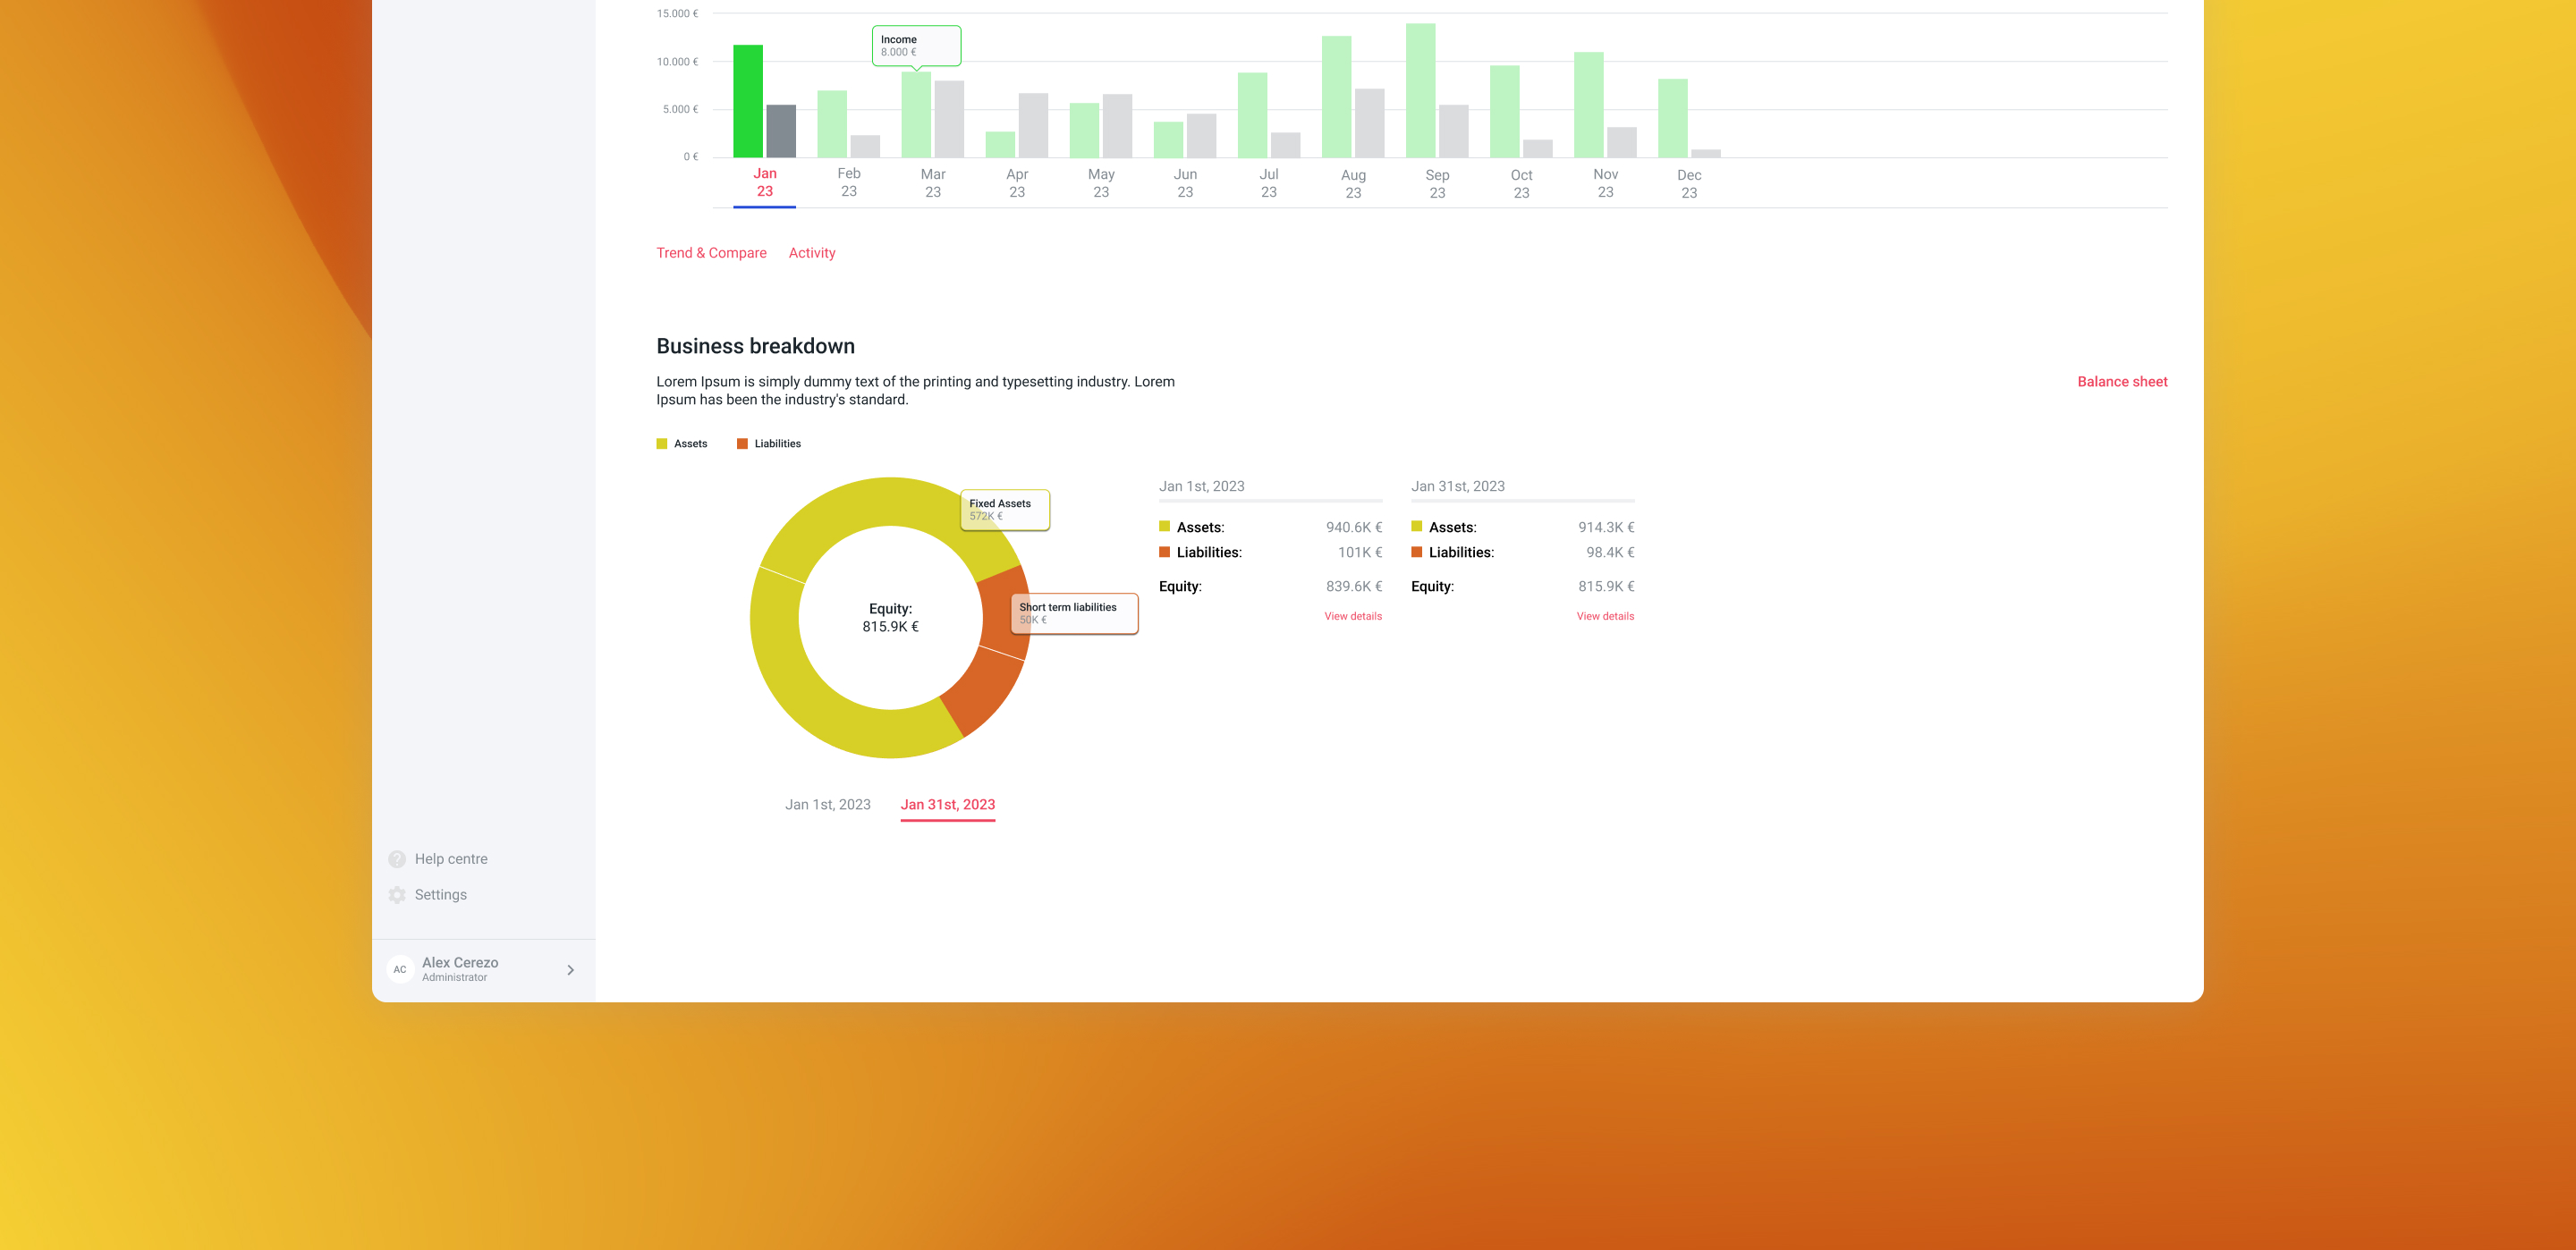 15.000 €
Income
8.000 €
10.000 €
5.000 €
0 €
Jan
23
Feb
23
Mar
23
Apr
23
May
23
Jun
23
Jul
23
Aug
23
Sep
23
Oct
23
Nov
23
Dec
23
Trend & Compare Activity
Business breakdown
Lorem Ipsum is simply dummy text of the printing and typesetting industry. Lorem
Ipsum has been the industry's standard.
Balance sheet
Assets Liabilities
Fixed Assets
572K €
Short term liabilities
50K €
Equity:
815.9K €
Jan 1st, 2023 Jan 31st, 2023
Jan 1st, 2023
Assets: 940.6K €
Liabilities: 101K €
Equity: 839.6K €
View details
Jan 31st, 2023
Assets: 914.3K €
Liabilities: 98.4K €
Equity: 815.9K €
View details
Help centre
Settings
AC
Alex Cerezo
Administrator